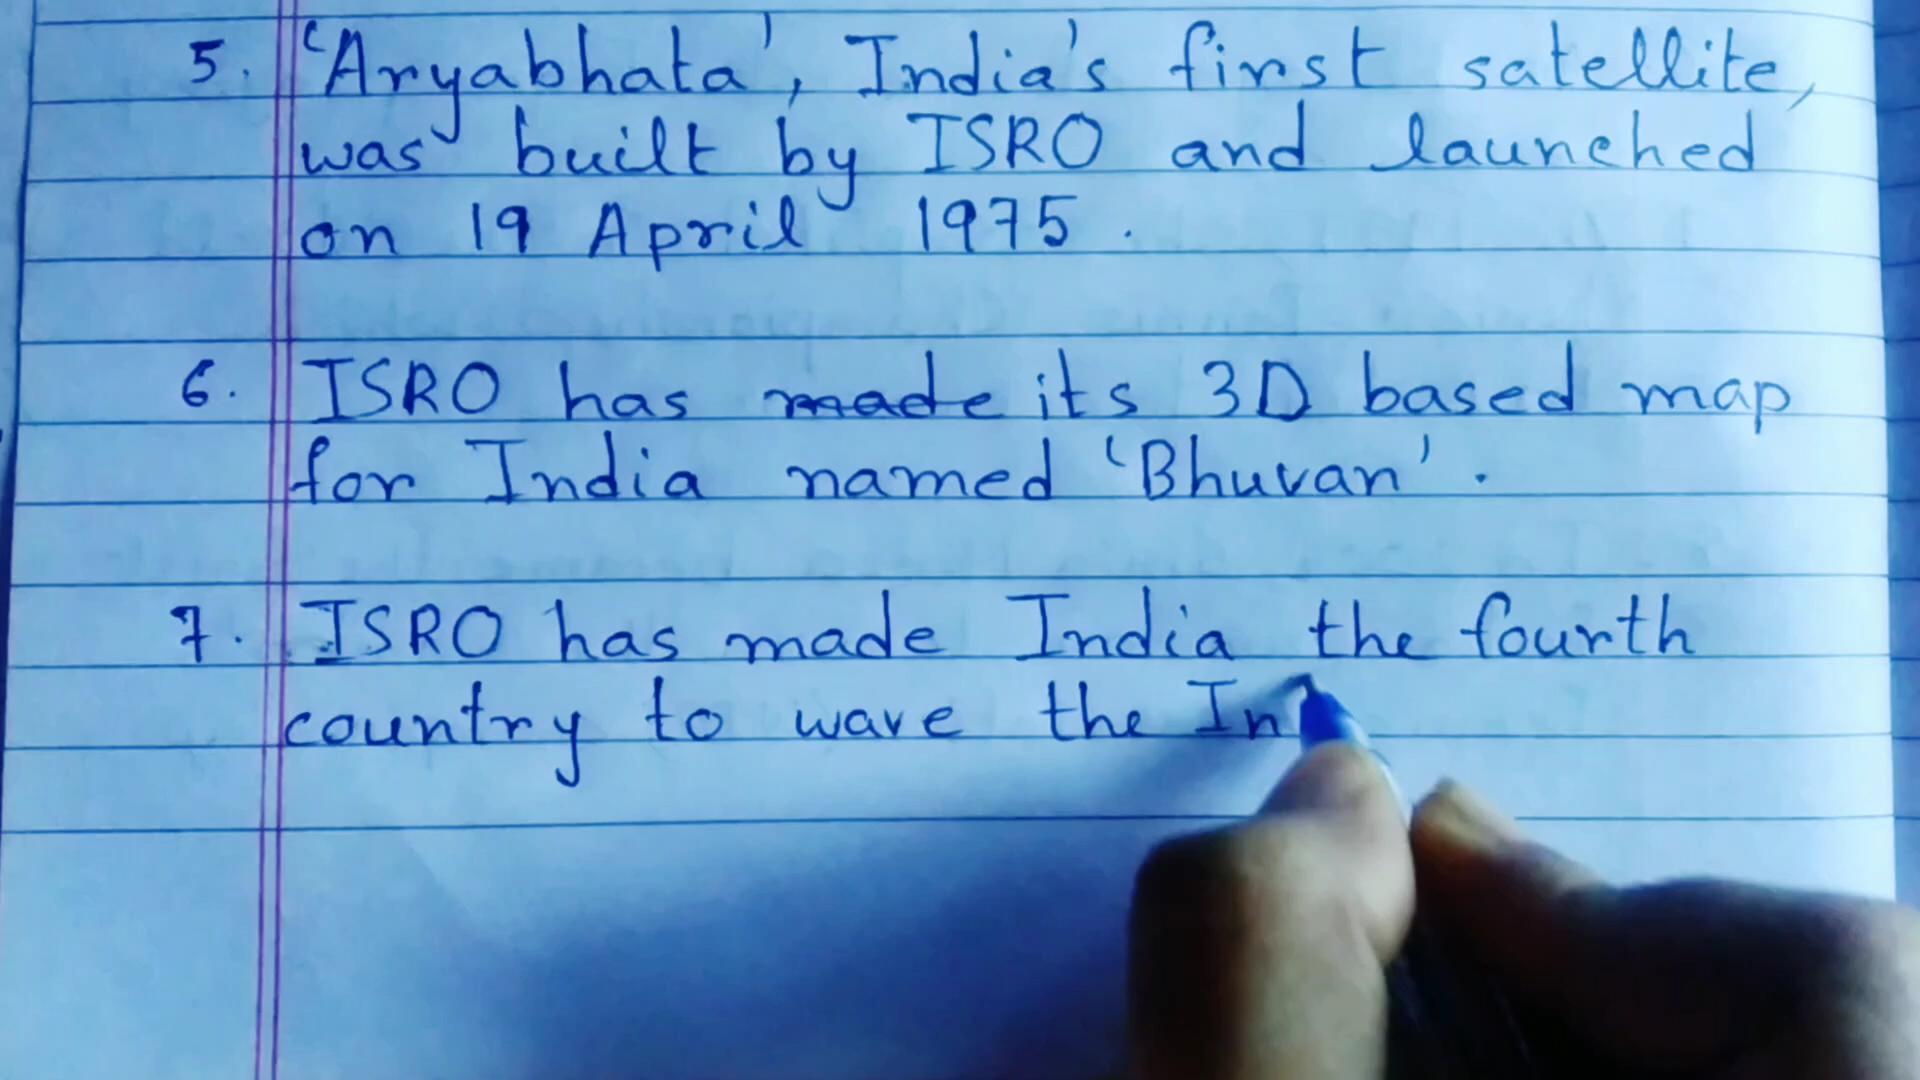 5. 'Aryabhata', India's first satellite,
was built by ISRO and launched
on 19 April 1975.
6. ISRO has made its 3D based map
for India named 'Bhuvan'.
7. ISRO has made India the fourth
country to wave the In